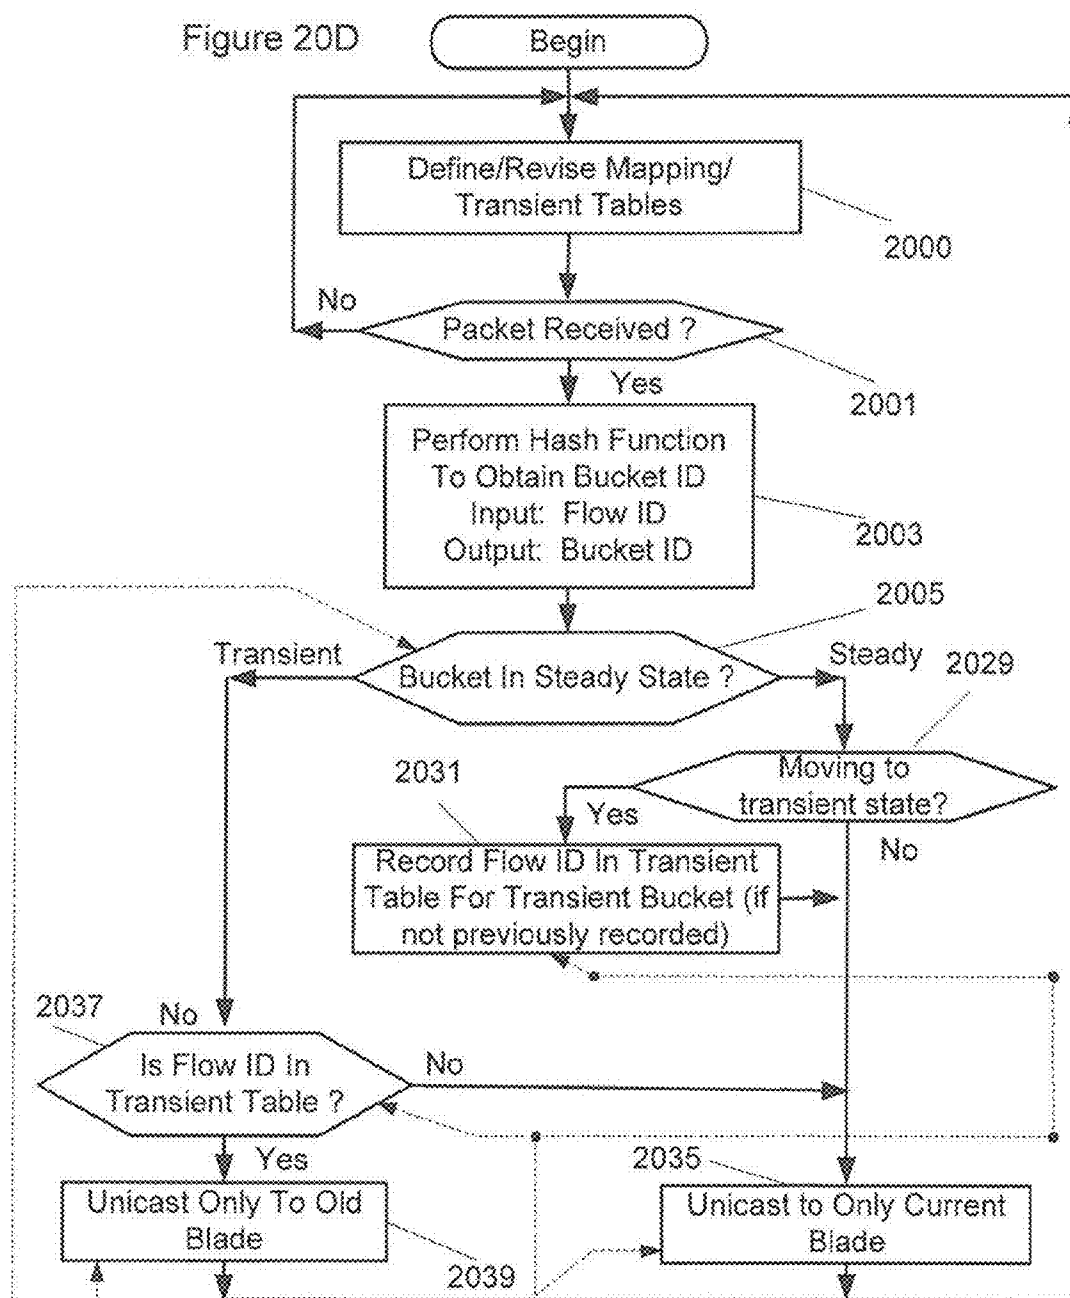 Figure 20D
Begin
Define/Revise Mapping/
Transient Tables
2000
No
Packet Received ?
Yes
2001
Perform Hash Function
To Obtain Bucket ID
Input: Flow ID
Output: Bucket ID
2003
2005
Transient
Bucket In Steady State ?
Steady
2029
Moving to
transient state?
2031
Yes
No
Record Flow ID In Transient
Table For Transient Bucket (if
not previously recorded)
2037
No
Is Flow ID In
Transient Table ?
No
Yes
2035
Unicast Only To Old
Blade
2039
Unicast to Only Current
Blade